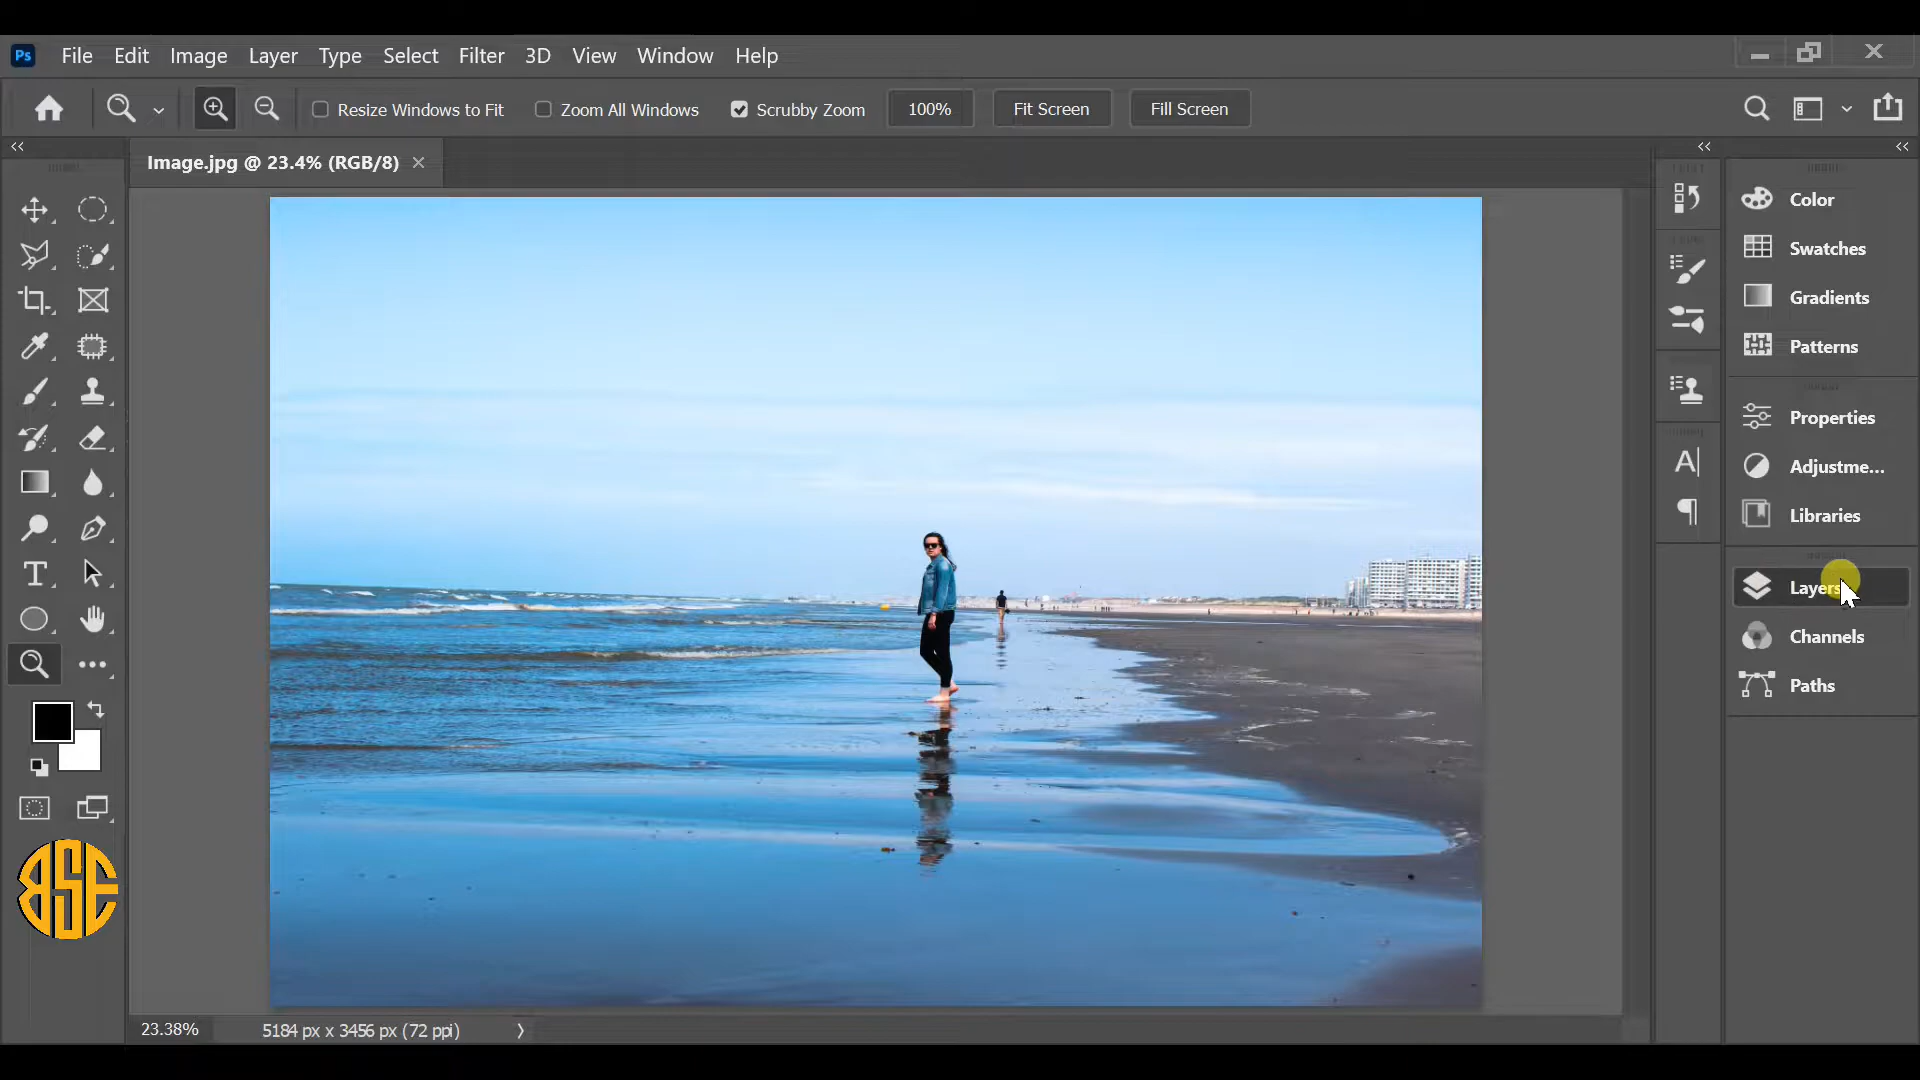 Ps File Edit Image Layer Type Select Filter 3D View Window Help
Resize Windows to Fit Zoom All Windows Scrubby Zoom 100% Fit Screen Fill Screen
Image.jpg @ 23.4% (RGB/8)
Color
Swatches
Gradients
Patterns
Properties
Adjustme...
Libraries
Layers
Channels
Paths
BSE
23.38% 5184 px x 3456 px (72 ppi)